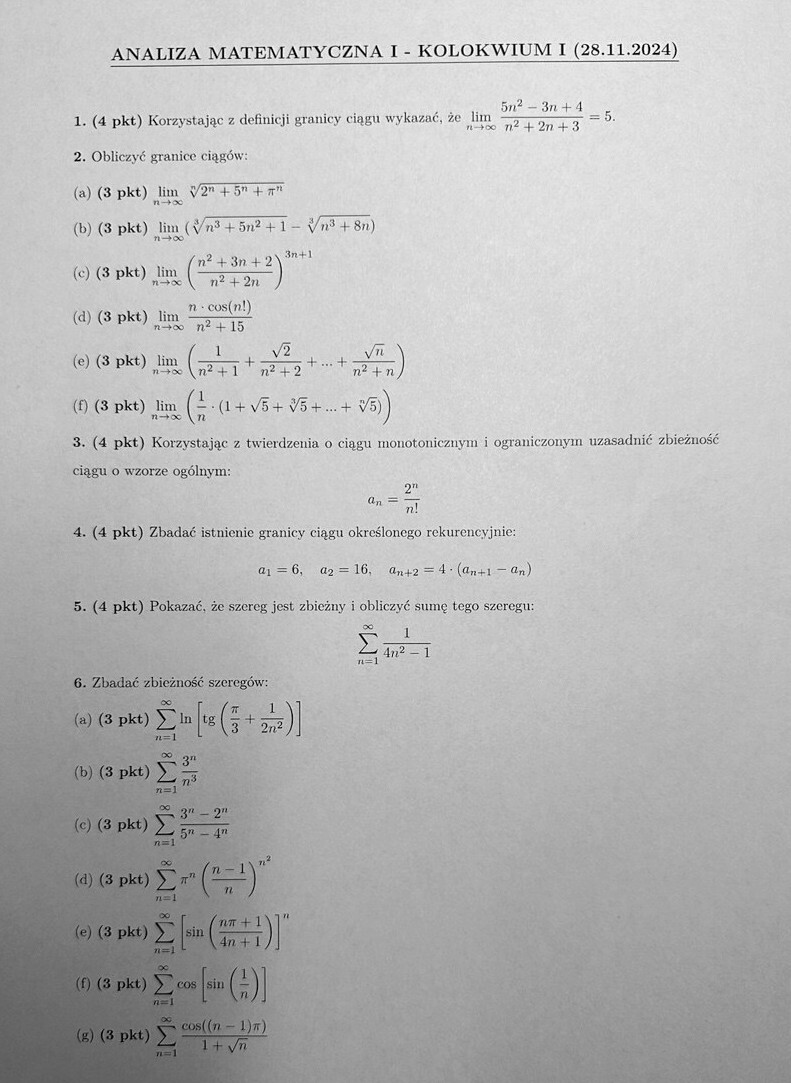 ANALIZA MATEMATYCZNA I - KOLOKWIUM I (28.11.2024)
1. (4 pkt) Korzystając z definicji granicy ciągu wykazać, że $\lim_{n\to\infty} \frac{5n^2 - 3n + 4}{n^2 + 2n + 3} = 5.$
2. Obliczyć granice ciągów:
(a) (3 pkt) $\lim_{n\to\infty} \sqrt[n]{2^n + 5^n + \pi^n}$
(b) (3 pkt) $\lim_{n\to\infty} (\sqrt[3]{n^3 + 5n^2 + 1} - \sqrt[3]{n^3 + 8n})$
(c) (3 pkt) $\lim_{n\to\infty} \left(\frac{n^2 + 3n + 2}{n^2 + 2n}\right)^{3n+1}$
(d) (3 pkt) $\lim_{n\to\infty} \frac{n \cdot \cos(n!)}{n^2 + 15}$
(e) (3 pkt) $\lim_{n\to\infty} \left(\frac{1}{n^2 + 1} + \frac{\sqrt{2}}{n^2 + 2} + ... + \frac{\sqrt{n}}{n^2 + n}\right)$
(f) (3 pkt) $\lim_{n\to\infty} \left(\frac{1}{n} \cdot (1 + \sqrt{5} + \sqrt[3]{5} + ... + \sqrt[n]{5})\right)$
3. (4 pkt) Korzystając z twierdzenia o ciągu monotonicznym i ograniczonym uzasadnić zbieżność
ciągu o wzorze ogólnym:
$a_n = \frac{2^n}{n!}$
4. (4 pkt) Zbadać istnienie granicy ciągu określonego rekurencyjnie:
$a_1 = 6, \quad a_2 = 16, \quad a_{n+2} = 4 \cdot (a_{n+1} - a_n)$
5. (4 pkt) Pokazać, że szereg jest zbieżny i obliczyć sumę tego szeregu:
$\sum_{n=1}^{\infty} \frac{1}{4n^2 - 1}$
6. Zbadać zbieżność szeregów:
(a) (3 pkt) $\sum_{n=1}^{\infty} \ln\left[\text{tg}\left(\frac{\pi}{3} + \frac{1}{2n^2}\right)\right]$
(b) (3 pkt) $\sum_{n=1}^{\infty} \frac{3^n}{n^3}$
(c) (3 pkt) $\sum_{n=1}^{\infty} \frac{3^n - 2^n}{5^n - 4^n}$
(d) (3 pkt) $\sum_{n=1}^{\infty} \pi^n \left(\frac{n-1}{n}\right)^{n^2}$
(e) (3 pkt) $\sum_{n=1}^{\infty} \left[\sin\left(\frac{n\pi + 1}{4n + 1}\right)\right]^n$
(f) (3 pkt) $\sum_{n=1}^{\infty} \cos\left[\sin\left(\frac{1}{n}\right)\right]$
(g) (3 pkt) $\sum_{n=1}^{\infty} \frac{\cos((n-1)\pi)}{1 + \sqrt{n}}$